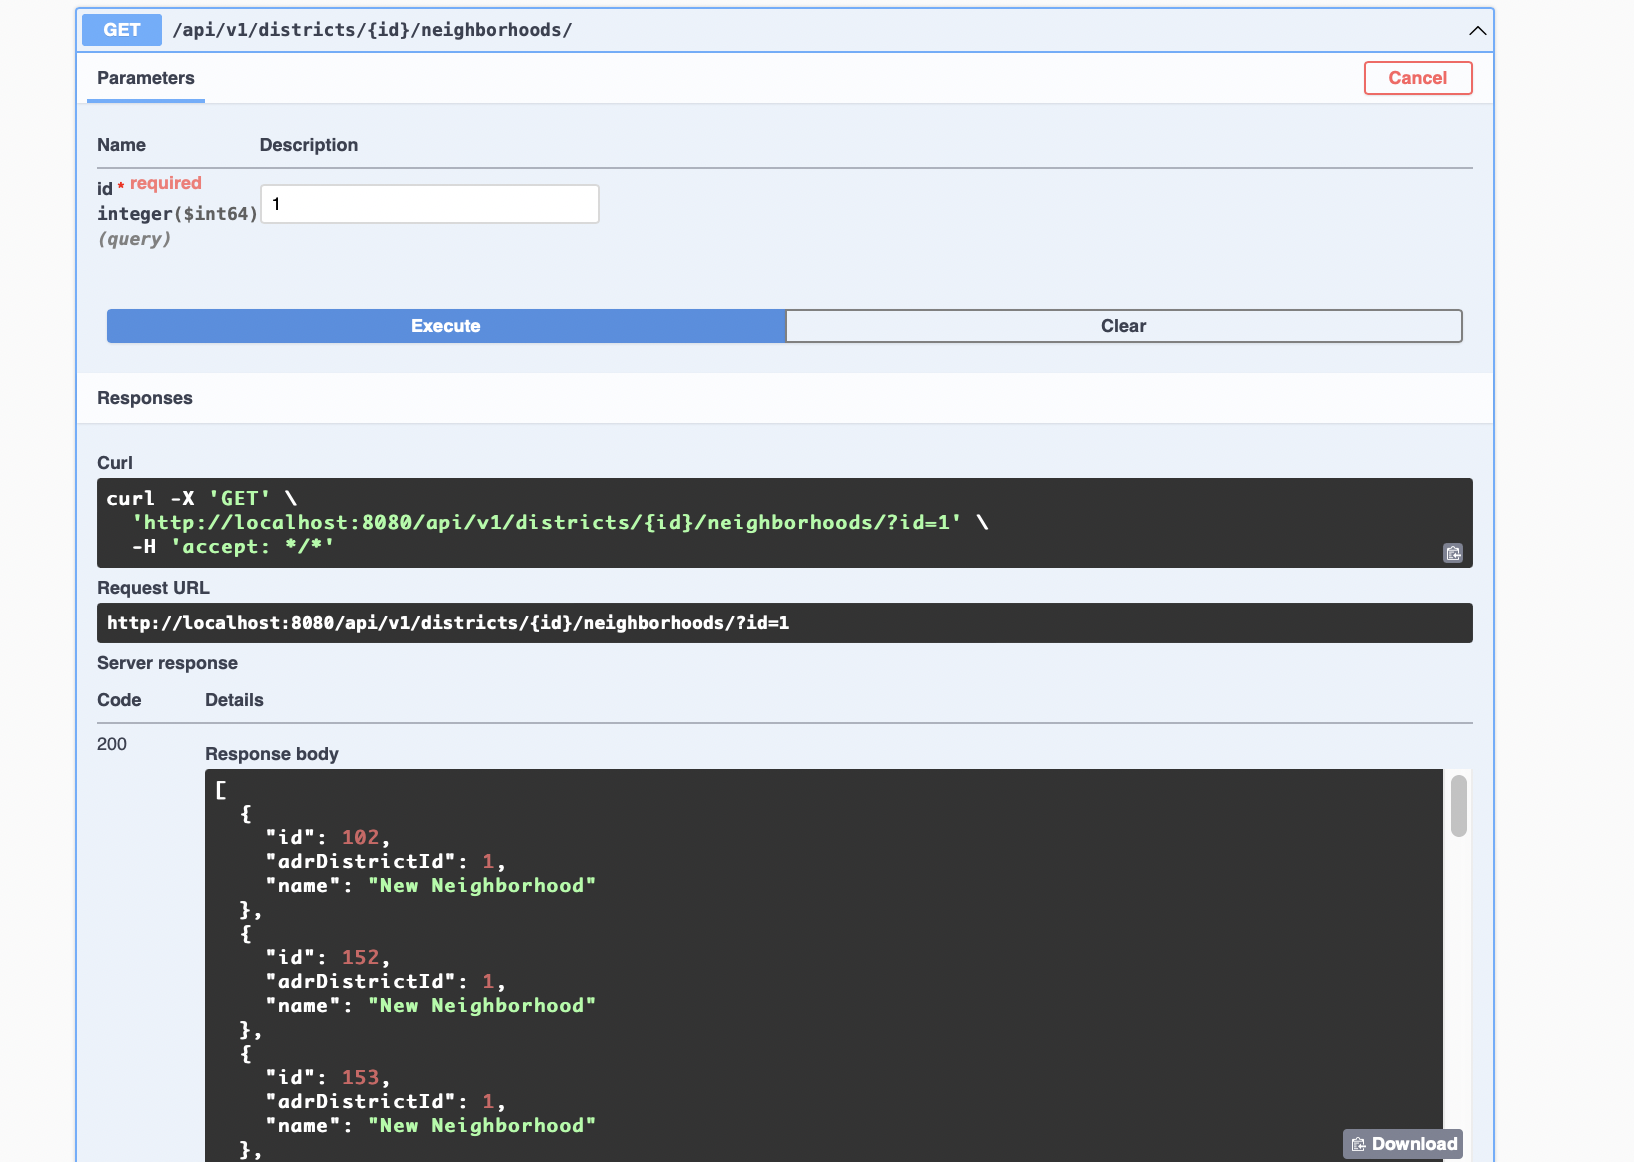 GET /api/v1/districts/{id}/neighborhoods/
Parameters
Cancel
Name Description
id * required
integer($int64)
(query)
1
Execute Clear
Responses
Curl
curl -X 'GET' \
'http://localhost:8080/api/v1/districts/{id}/neighborhoods/?id=1' \
-H 'accept: */*'
Request URL
http://localhost:8080/api/v1/districts/{id}/neighborhoods/?id=1
Server response
Code Details
200
Response body
[
{
"id": 102,
"adrDistrictId": 1,
"name": "New Neighborhood"
},
{
"id": 152,
"adrDistrictId": 1,
"name": "New Neighborhood"
},
{
"id": 153,
"adrDistrictId": 1,
"name": "New Neighborhood"
},
Download